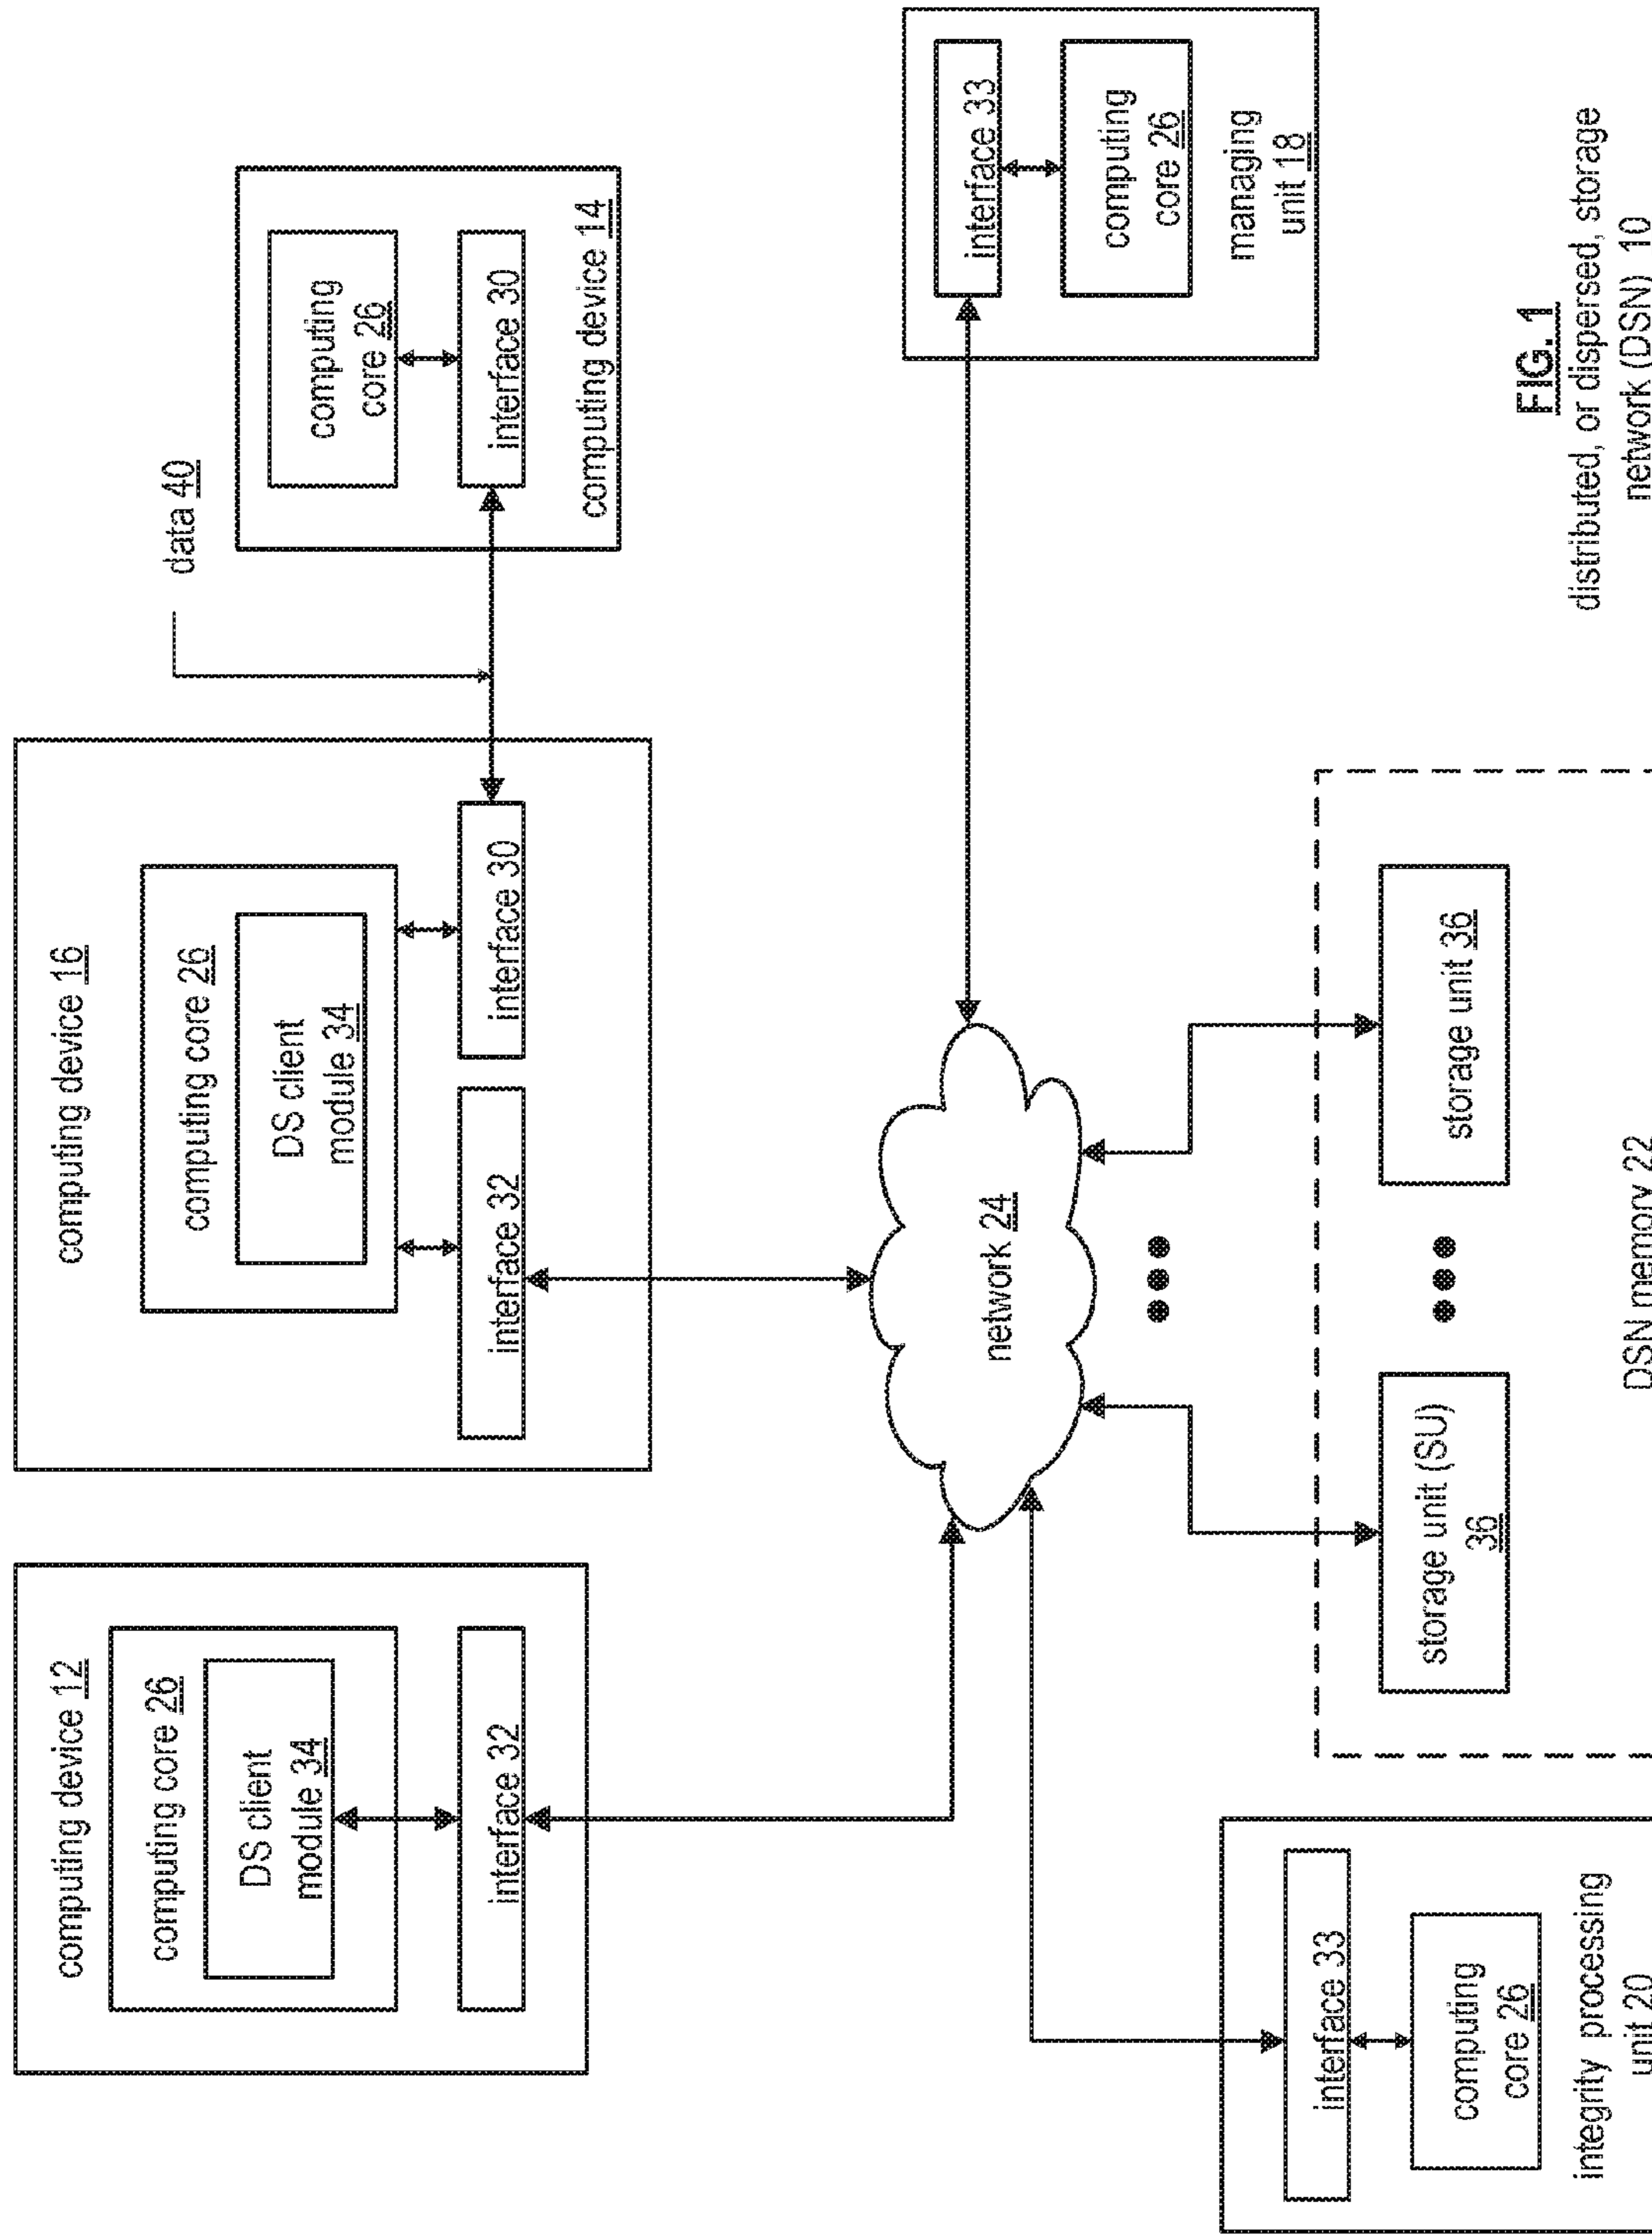 computing device 12
computing core 26
DS client
module 34
interface 32
computing device 16
computing core 26
DS client
module 34
interface 32
interface 30
data 40
computing
core 26
interface 30
computing device 14
network 24
interface 33
computing
core 26
managing
unit 18
interface 33
computing
core 26
integrity processing
unit 20
storage unit (SU)
36
storage unit 36
DSN memory 22
FIG. 1
distributed, or dispersed, storage
network (DSN) 10